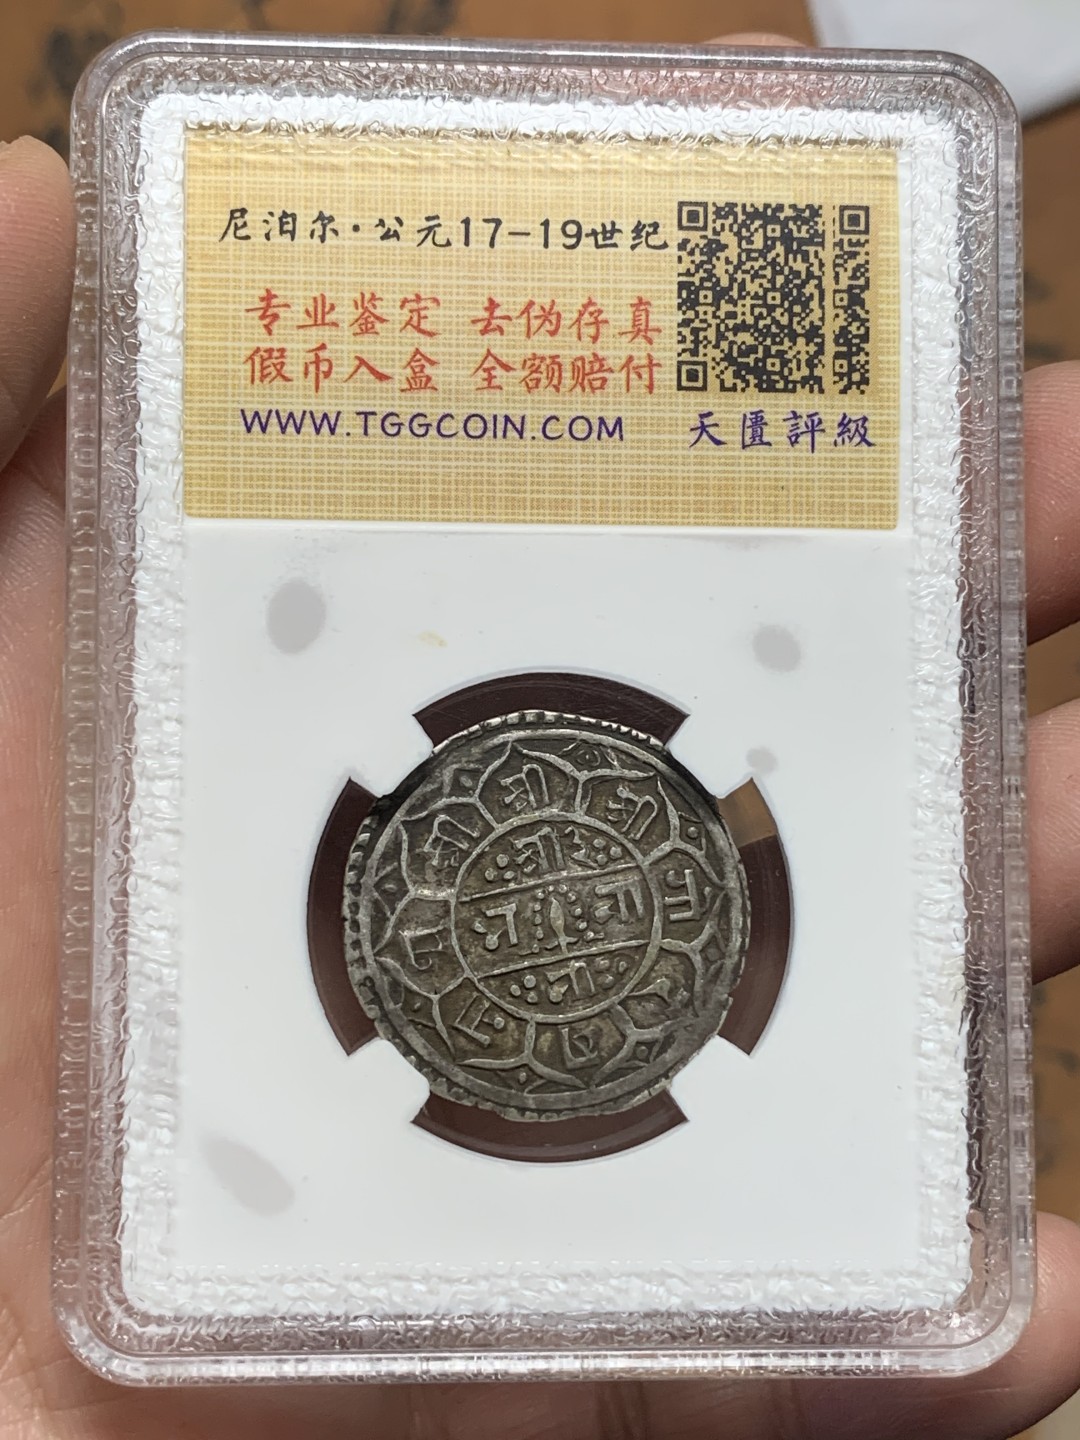 尼泊尔·公元17-19世纪
专业鉴定 去伪存真
假币入盒 全额赔付
WWW.TGGCOIN.COM 天匱評級
श्री श्री श्री